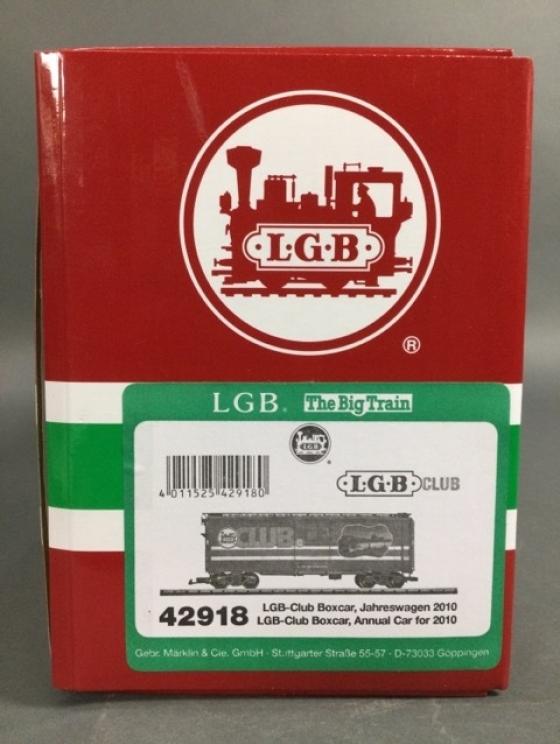 ·L·G·B·
®
LGB® The Big Train
LGB
4 011525 429180
·L·G·B· CLUB
CLUB
42918
LGB-Club Boxcar, Jahreswagen 2010
LGB-Club Boxcar, Annual Car for 2010
Gebr. Märklin & Cie. GmbH · Stuttgarter Straße 55-57 · D-73033 Göppingen